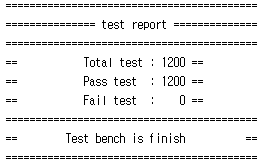 ========================================
=============== test report ==============
========================================
==          Total test : 1200 ==
==          Pass test  : 1200 ==
==          Fail test  :    0 ==
========================================
==       Test bench is finish         ==
========================================